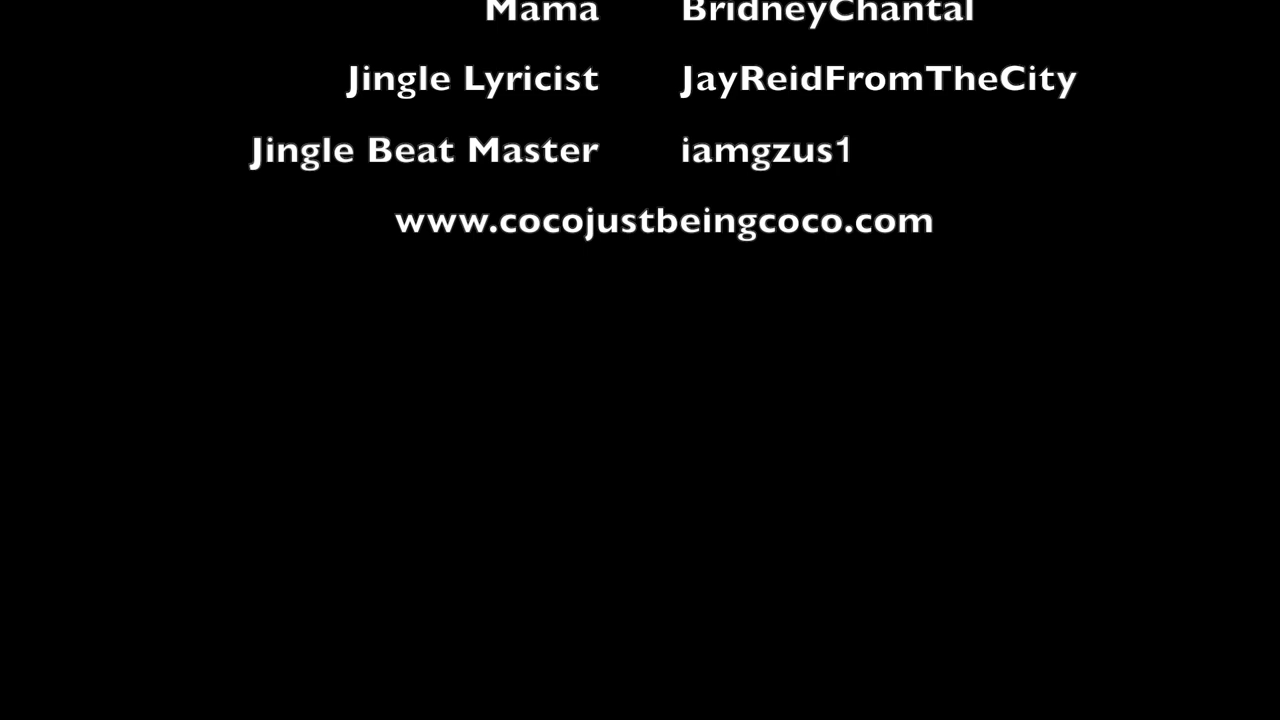 Mama BridneyChantal
Jingle Lyricist JayReidFromTheCity
Jingle Beat Master iamgzus1
www.cocojustbeingcoco.com